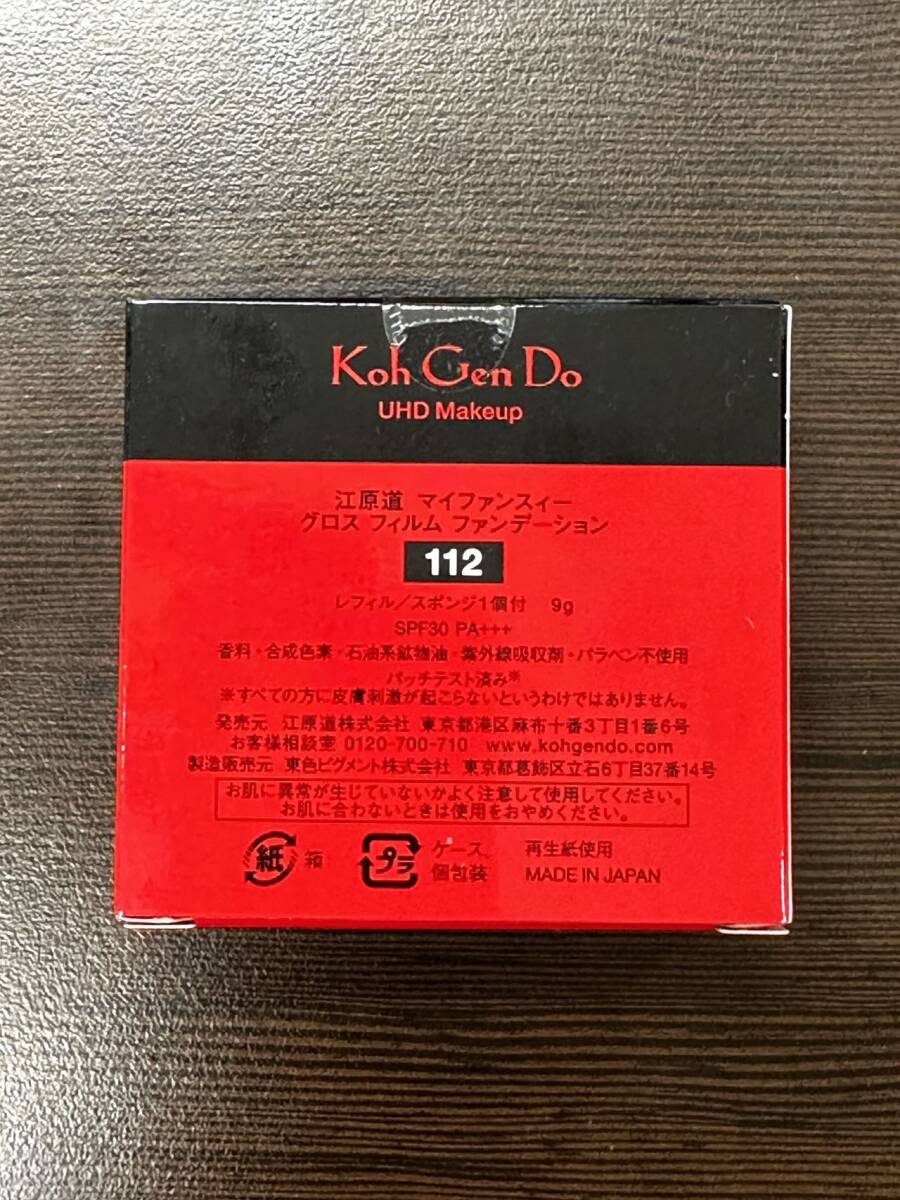 Koh Gen Do
UHD Makeup
江原道 マイファンスィー
グロス フィルム ファンデーション
112
レフィル/スポンジ1個付 9g
SPF30 PA+++
香料・合成色素・石油系鉱物油・紫外線吸収剤・パラベン不使用
パッチテスト済み※
※すべての方に皮膚刺激が起こらないというわけではありません。
発売元 江原道株式会社 東京都港区麻布十番3丁目1番6号
お客様相談室 0120-700-710 www.kohgendo.com
製造販売元 東色ピグメント株式会社 東京都葛飾区立石6丁目37番14号
お肌に異常が生じていないかよく注意して使用してください。
お肌に合わないときは使用をおやめください。
紙 箱 プラ ケース、 再生紙使用
個包装 MADE IN JAPAN